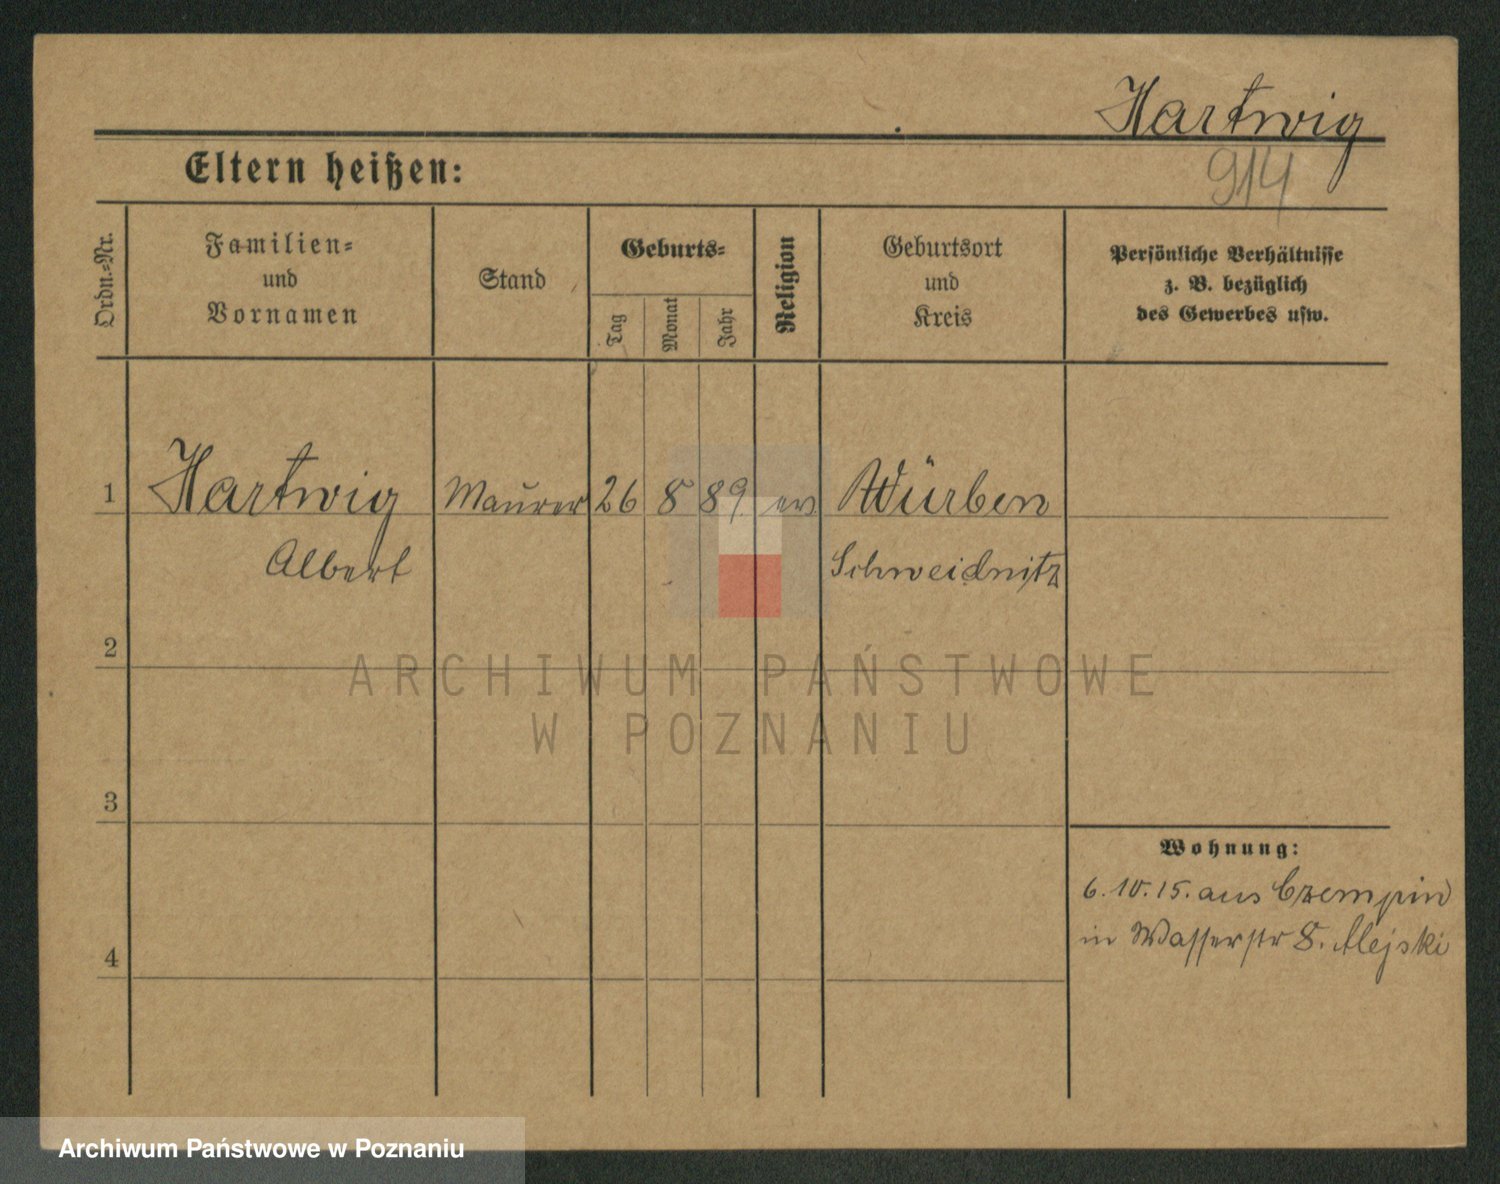 Hartwig
914
Eltern heißen:
Ordn.=Nr.
Familien=
und
Vornamen
Stand
Geburts=
Tag
Monat
Jahr
Religion
Geburtsort
und
Kreis
Persönliche Verhältnisse
z. B. bezüglich
des Gewerbes usw.
1 Hartwig Maurer 26 8 89 ev Würben
Albert Schweidnitz
2
3
4
Wohnung:
6.10.15. aus Czempin
in Wasserstr 8. Alejski
ARCHIWUM PAŃSTWOWE
W POZNANIU
Archiwum Państwowe w Poznaniu